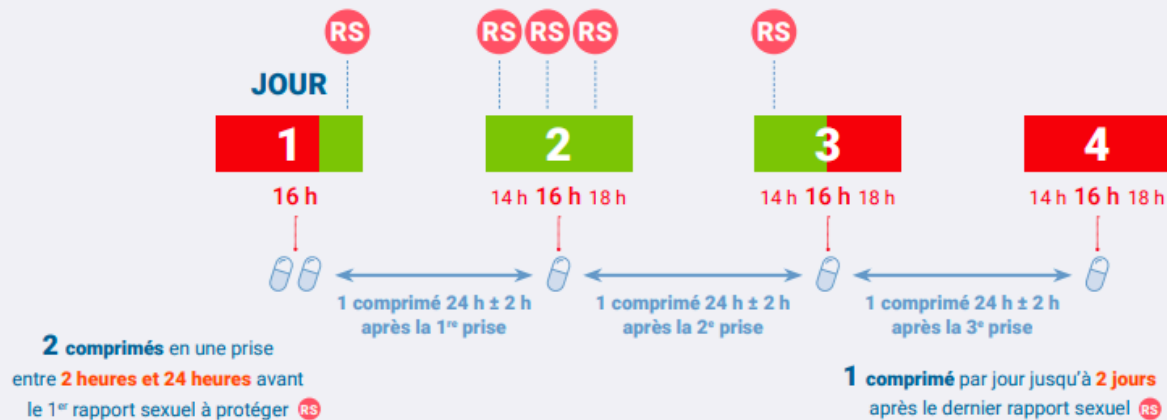 RS RS RS RS RS
JOUR
1 2 3 4
16 h 14 h 16 h 18 h 14 h 16 h 18 h 14 h 16 h 18 h
1 comprimé 24 h ± 2 h
après la 1re prise
1 comprimé 24 h ± 2 h
après la 2e prise
1 comprimé 24 h ± 2 h
après la 3e prise
2 comprimés en une prise
entre 2 heures et 24 heures avant
le 1er rapport sexuel à protéger RS
1 comprimé par jour jusqu'à 2 jours
après le dernier rapport sexuel RS